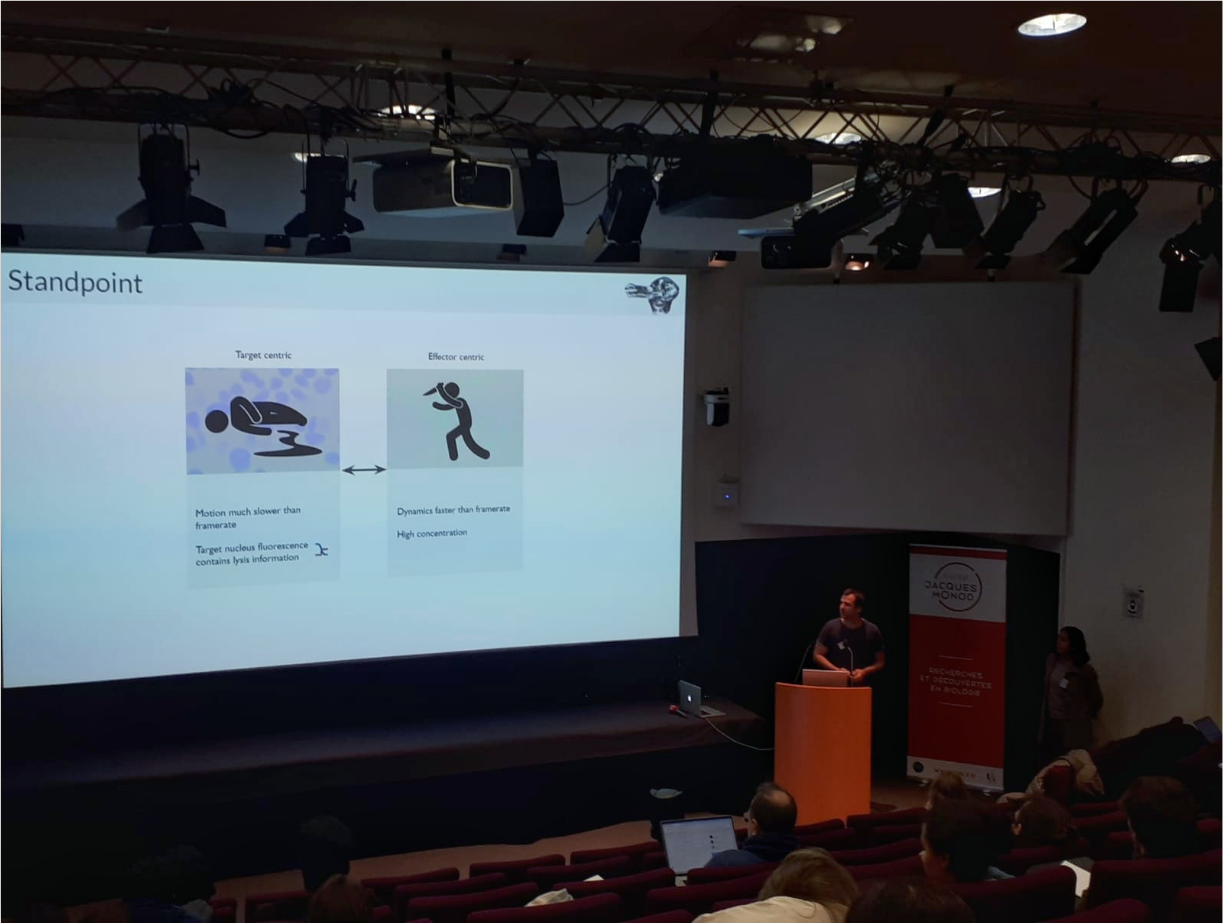 Standpoint
Target centric
Motion much slower than
framerate
Target nucleus fluorescence
contains lysis information
Effector centric
Dynamics faster than framerate
High concentration
JACQUES
MONOD
RECHERCHES
ET DÉCOUVERTES
EN BIOLOGIE